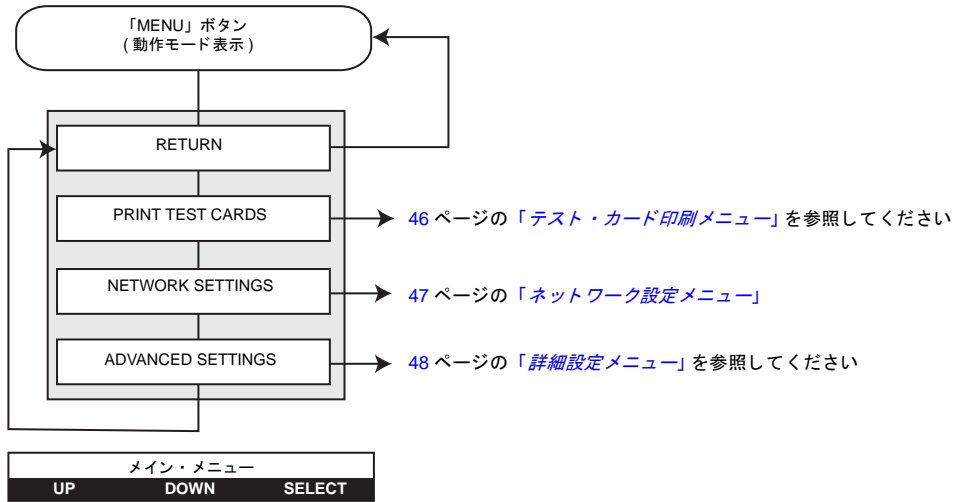 「MENU」ボタン
(動作モード表示)
RETURN
PRINT TEST CARDS
46 ページの「テスト・カード印刷メニュー」を参照してください
NETWORK SETTINGS
47 ページの「ネットワーク設定メニュー」
ADVANCED SETTINGS
48 ページの「詳細設定メニュー」を参照してください
メイン・メニュー
UP DOWN SELECT